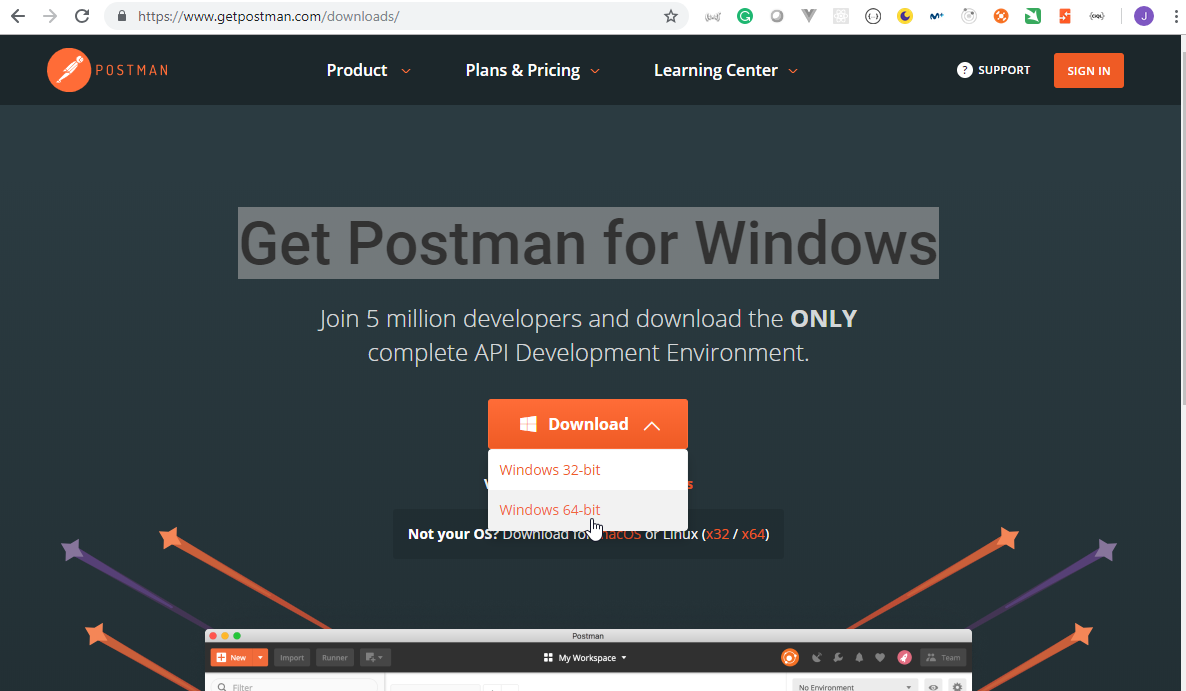 https://www.getpostman.com/downloads/
J
POSTMAN
Product
Plans & Pricing
Learning Center
? SUPPORT
SIGN IN
Get Postman for Windows
Join 5 million developers and download the ONLY
complete API Development Environment.
Download
Windows 32-bit
Windows 64-bit
Not your OS? Download for macOS or Linux (x32 / x64)
Postman
New
Import
Runner
My Workspace
Team
Filter
No Environment